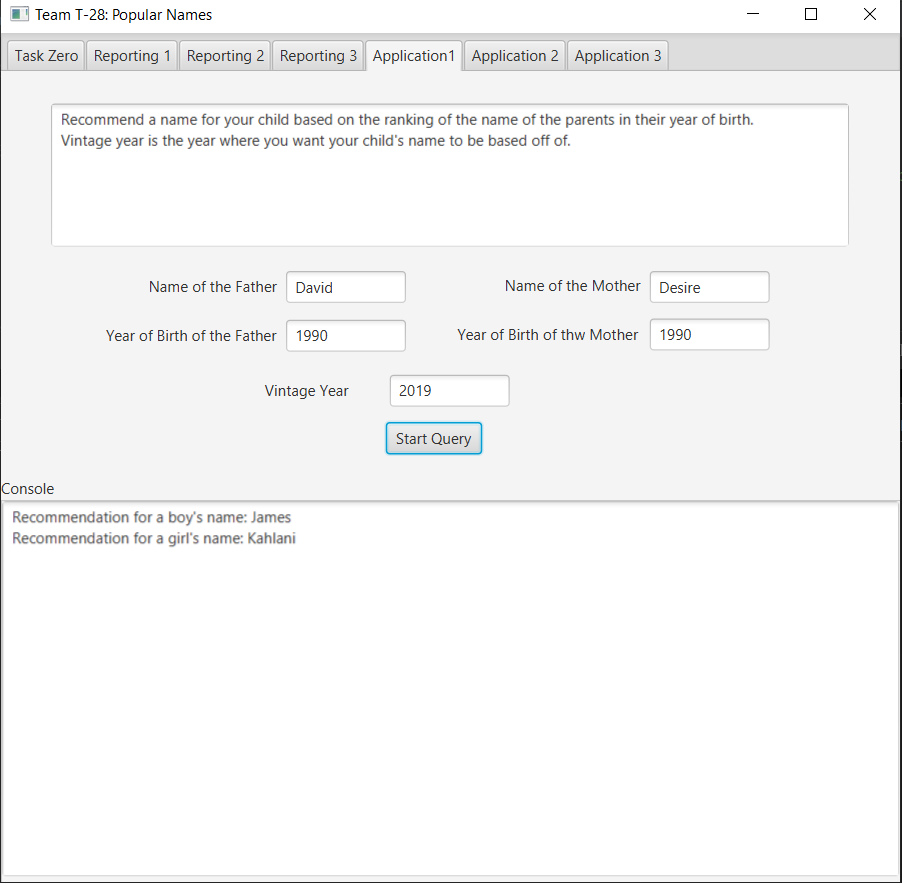 Team T-28: Popular Names
Task Zero Reporting 1 Reporting 2 Reporting 3 Application1 Application 2 Application 3
Recommend a name for your child based on the ranking of the name of the parents in their year of birth.
Vintage year is the year where you want your child's name to be based off of.
Name of the Father David Name of the Mother Desire
Year of Birth of the Father 1990 Year of Birth of thw Mother 1990
Vintage Year 2019
Start Query
Console
Recommendation for a boy's name: James
Recommendation for a girl's name: Kahlani